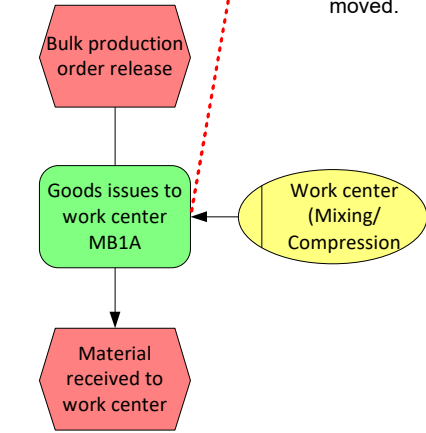 moved.
Bulk production
order release
Goods issues to
work center
MB1A
Work center
(Mixing/
Compression
Material
received to
work center